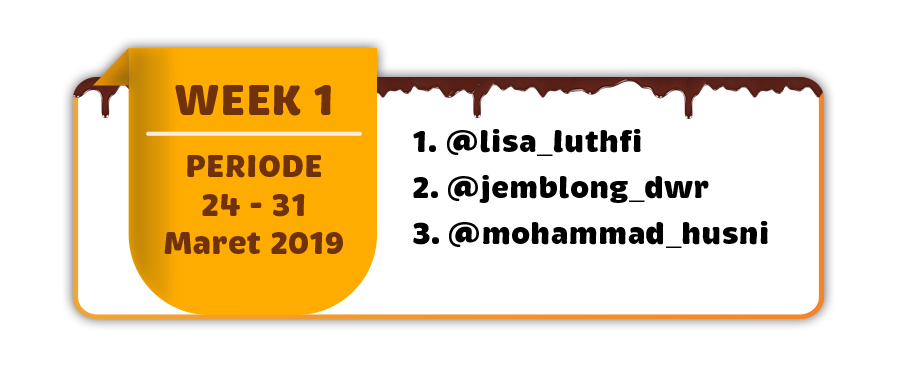 WEEK 1
PERIODE
24 - 31
Maret 2019
1. @lisa_luthfi
2. @jemblong_dwr
3. @mohammad_husni